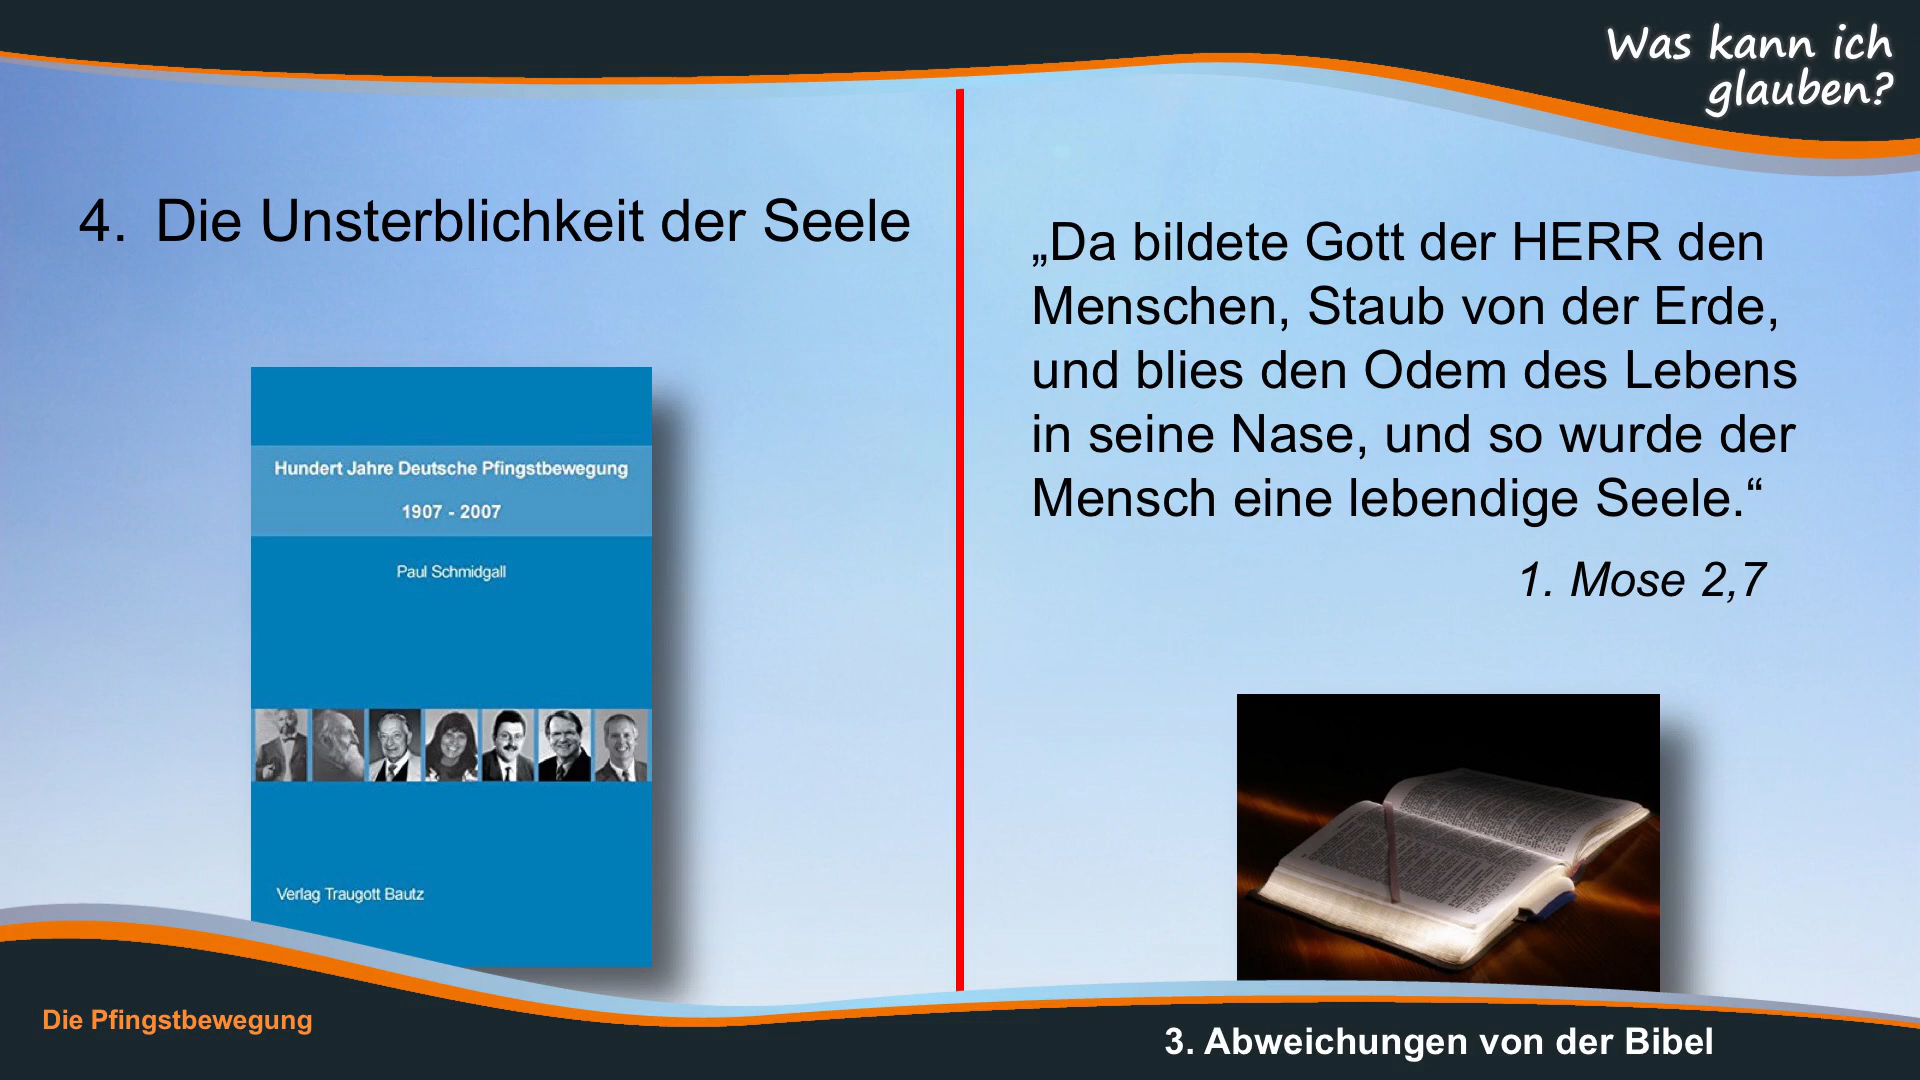 Was kann ich
glauben?
4. Die Unsterblichkeit der Seele
Hundert Jahre Deutsche Pfingstbewegung
1907 - 2007
Paul Schmidgall
Verlag Traugott Bautz
„Da bildete Gott der HERR den
Menschen, Staub von der Erde,
und blies den Odem des Lebens
in seine Nase, und so wurde der
Mensch eine lebendige Seele.“
1. Mose 2,7
Die Pfingstbewegung
3. Abweichungen von der Bibel